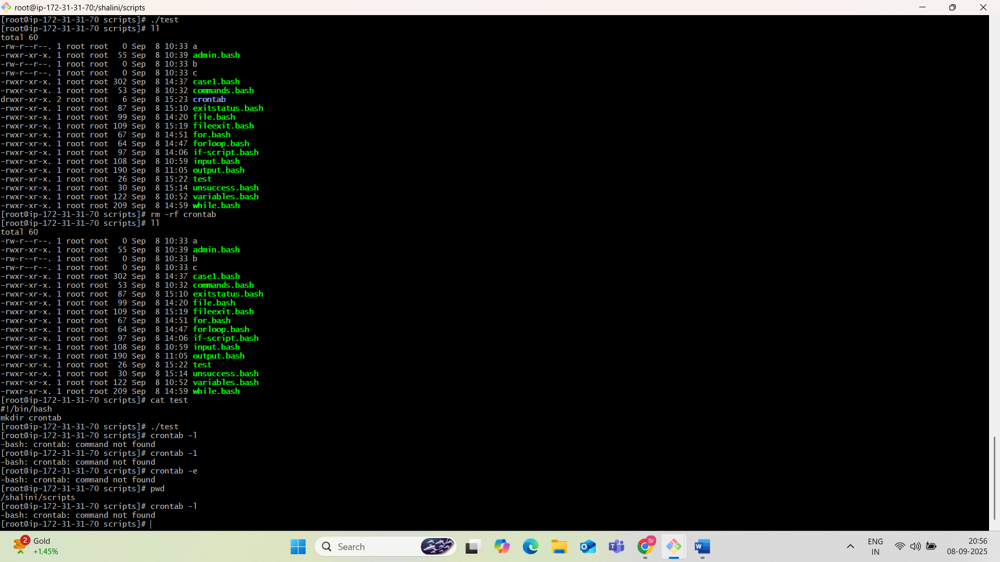 root@ip-172-31-31-70:/shalini/scripts
[root@ip-172-31-31-70 scripts]# ./test
[root@ip-172-31-31-70 scripts]# ll
total 60
-rw-r--r--. 1 root root   0 Sep  8 10:33 a
-rwxr-xr-x. 1 root root  55 Sep  8 10:39 admin.bash
-rw-r--r--. 1 root root   0 Sep  8 10:33 b
-rw-r--r--. 1 root root   0 Sep  8 10:33 c
-rwxr-xr-x. 1 root root 302 Sep  8 14:37 case1.bash
-rwxr-xr-x. 1 root root  53 Sep  8 10:32 commands.bash
drwxr-xr-x. 2 root root   6 Sep  8 15:23 crontab
-rwxr-xr-x. 1 root root  87 Sep  8 15:10 exitstatus.bash
-rwxr-xr-x. 1 root root  99 Sep  8 14:20 file.bash
-rwxr-xr-x. 1 root root 109 Sep  8 15:19 fileexit.bash
-rwxr-xr-x. 1 root root  67 Sep  8 14:51 for.bash
-rwxr-xr-x. 1 root root  64 Sep  8 14:47 forloop.bash
-rwxr-xr-x. 1 root root  97 Sep  8 14:06 if-script.bash
-rwxr-xr-x. 1 root root 108 Sep  8 10:59 input.bash
-rwxr-xr-x. 1 root root 190 Sep  8 11:05 output.bash
-rwxr-xr-x. 1 root root  26 Sep  8 15:22 test
-rwxr-xr-x. 1 root root  30 Sep  8 15:14 unsuccess.bash
-rwxr-xr-x. 1 root root 122 Sep  8 10:52 variables.bash
-rwxr-xr-x. 1 root root 209 Sep  8 14:59 while.bash
[root@ip-172-31-31-70 scripts]# rm -rf crontab
[root@ip-172-31-31-70 scripts]# ll
total 60
-rw-r--r--. 1 root root   0 Sep  8 10:33 a
-rwxr-xr-x. 1 root root  55 Sep  8 10:39 admin.bash
-rw-r--r--. 1 root root   0 Sep  8 10:33 b
-rw-r--r--. 1 root root   0 Sep  8 10:33 c
-rwxr-xr-x. 1 root root 302 Sep  8 14:37 case1.bash
-rwxr-xr-x. 1 root root  53 Sep  8 10:32 commands.bash
-rwxr-xr-x. 1 root root  87 Sep  8 15:10 exitstatus.bash
-rwxr-xr-x. 1 root root  99 Sep  8 14:20 file.bash
-rwxr-xr-x. 1 root root 109 Sep  8 15:19 fileexit.bash
-rwxr-xr-x. 1 root root  67 Sep  8 14:51 for.bash
-rwxr-xr-x. 1 root root  64 Sep  8 14:47 forloop.bash
-rwxr-xr-x. 1 root root  97 Sep  8 14:06 if-script.bash
-rwxr-xr-x. 1 root root 108 Sep  8 10:59 input.bash
-rwxr-xr-x. 1 root root 190 Sep  8 11:05 output.bash
-rwxr-xr-x. 1 root root  26 Sep  8 15:22 test
-rwxr-xr-x. 1 root root  30 Sep  8 15:14 unsuccess.bash
-rwxr-xr-x. 1 root root 122 Sep  8 10:52 variables.bash
-rwxr-xr-x. 1 root root 209 Sep  8 14:59 while.bash
[root@ip-172-31-31-70 scripts]# cat test
#!/bin/bash
mkdir crontab
[root@ip-172-31-31-70 scripts]# ./test
[root@ip-172-31-31-70 scripts]# crontab -l
-bash: crontab: command not found
[root@ip-172-31-31-70 scripts]# crontab -1
-bash: crontab: command not found
[root@ip-172-31-31-70 scripts]# crontab -e
-bash: crontab: command not found
[root@ip-172-31-31-70 scripts]# pwd
/shalini/scripts
[root@ip-172-31-31-70 scripts]# crontab -l
-bash: crontab: command not found
[root@ip-172-31-31-70 scripts]#
2
Gold
+1.45%
Search
Sr
ENG
IN
20:56
08-09-2025